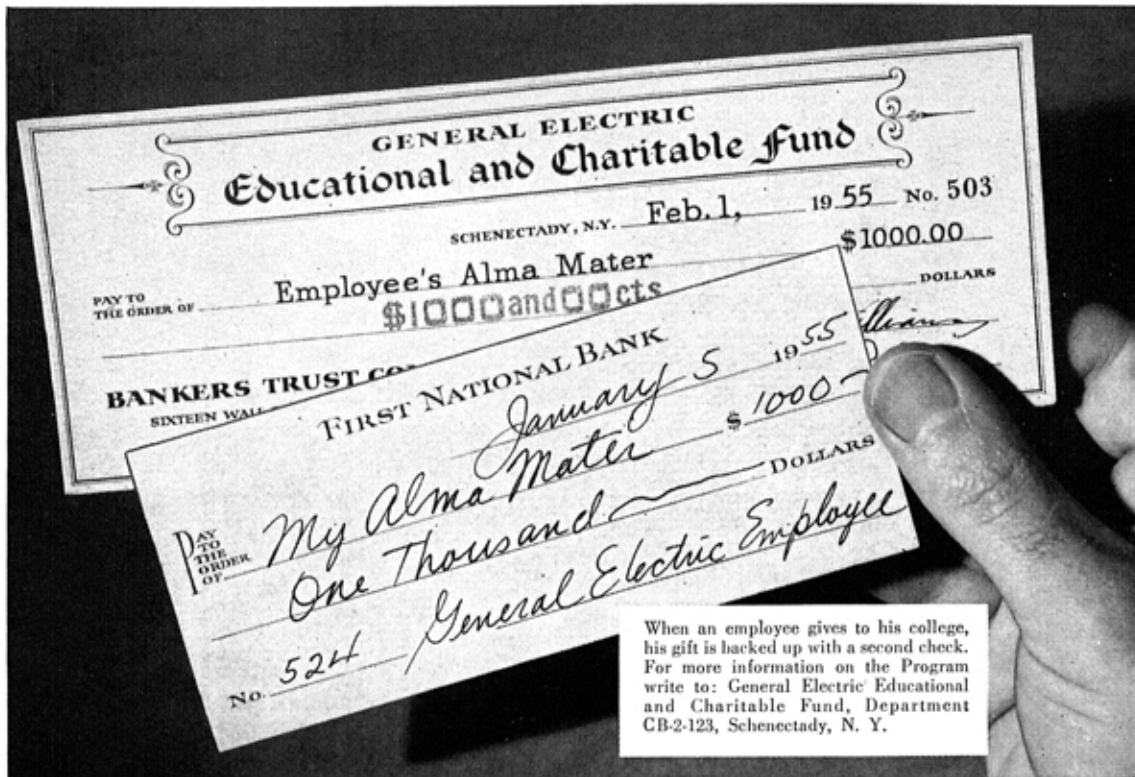 GENERAL ELECTRIC
Educational and Charitable Fund
SCHENECTADY, N.Y. Feb. 1, 19 55 No. 503
PAY TO
THE ORDER OF Employee's Alma Mater $1000.00
$1000and00cts DOLLARS
BANKERS TRUST
SIXTEEN
FIRST NATIONAL BANK
January 5 19 55
PAY
TO
THE
ORDER
OF My Alma Mater $ 1000
One Thousand DOLLARS
No. 524 General Electric Employee
When an employee gives to his college,
his gift is backed up with a second check.
For more information on the Program
write to: General Electric Educational
and Charitable Fund, Department
CB-2-123, Schenectady, N. Y.